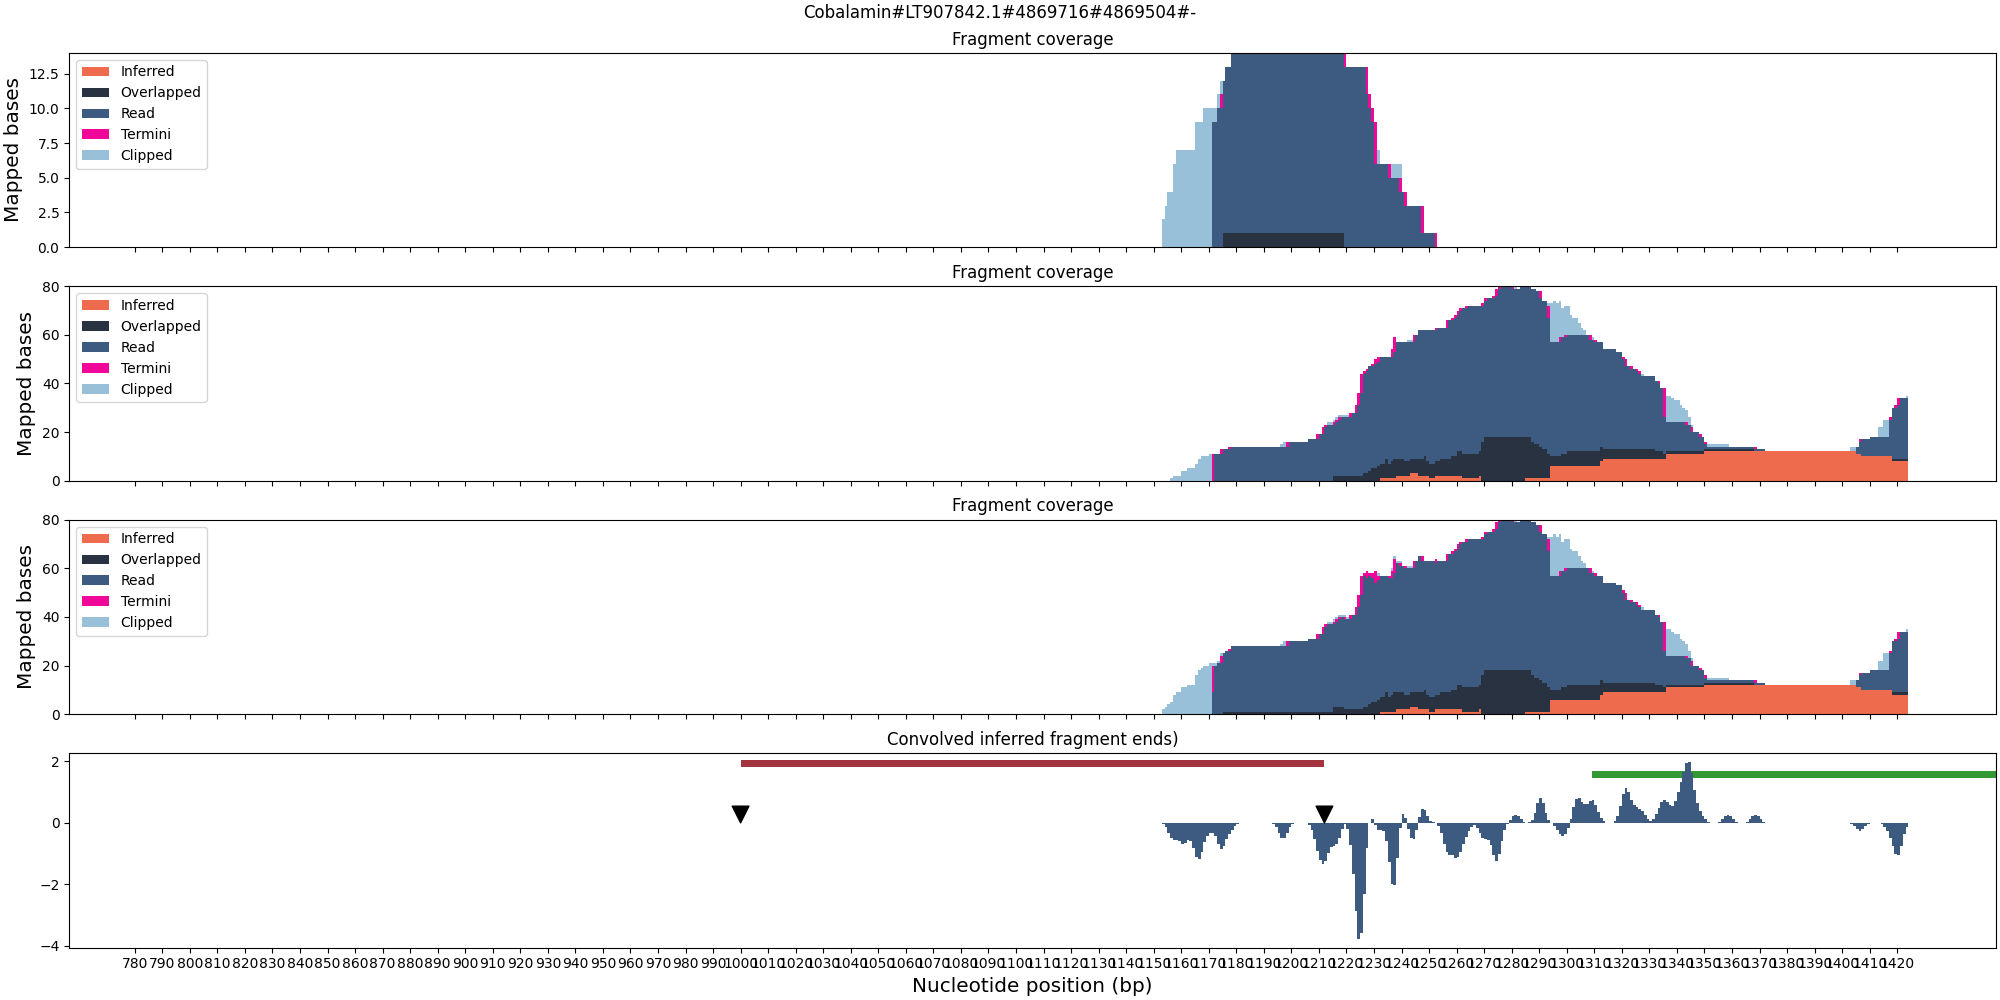 Cobalamin#LT907842.1#4869716#4869504#-
Fragment coverage
Mapped bases
12.5
10.0
7.5
5.0
2.5
0.0
Inferred
Overlapped
Read
Termini
Clipped
Fragment coverage
Mapped bases
80
60
40
20
0
Inferred
Overlapped
Read
Termini
Clipped
Fragment coverage
Mapped bases
80
60
40
20
0
Inferred
Overlapped
Read
Termini
Clipped
Convolved inferred fragment ends)
2
0
−2
−4
780 790 800 810 820 830 840 850 860 870 880 890 900 910 920 930 940 950 960 970 980 990 1000 1010 1020 1030 1040 1050 1060 1070 1080 1090 1100 1110 1120 1130 1140 1150 1160 1170 1180 1190 1200 1210 1220 1230 1240 1250 1260 1270 1280 1290 1300 1310 1320 1330 1340 1350 1360 1370 1380 1390 1400 1410 1420
Nucleotide position (bp)